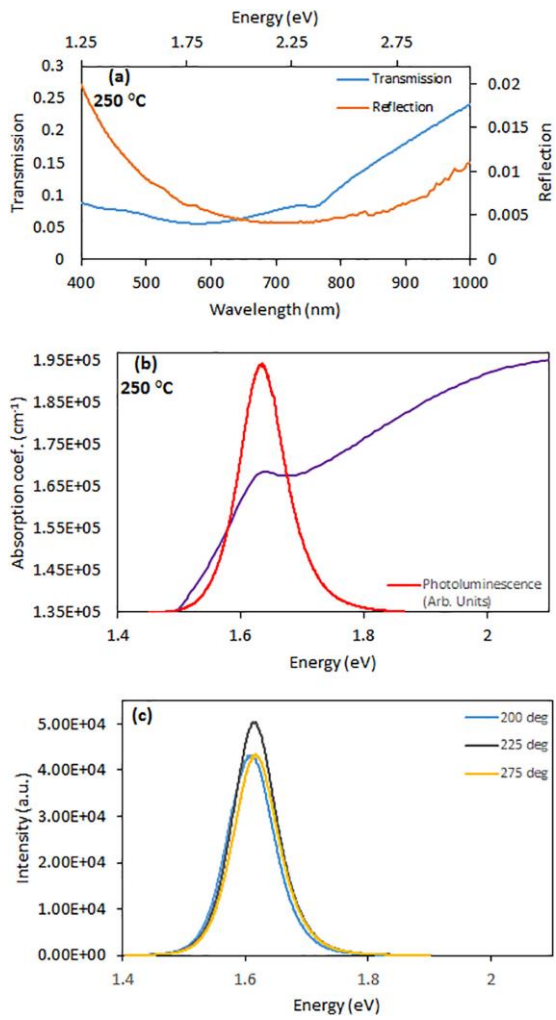 Energy (eV)
1.25 1.75 2.25 2.75
(a)
250 °C
Transmission
Reflection
0.3
0.25
0.2
0.15
0.1
0.05
0
Transmission
0.02
0.015
0.01
0.005
0
Reflection
400 500 600 700 800 900 1000
Wavelength (nm)
(b)
250 °C
1.95E+05
1.85E+05
1.75E+05
1.65E+05
1.55E+05
1.45E+05
1.35E+05
Absorption coef. (cm⁻¹)
Photoluminescence
(Arb. Units)
1.4 1.6 1.8 2
Energy (eV)
(c)
200 deg
225 deg
275 deg
5.00E+04
4.00E+04
3.00E+04
2.00E+04
1.00E+04
0.00E+00
Intensity (a.u.)
1.4 1.6 1.8 2
Energy (eV)